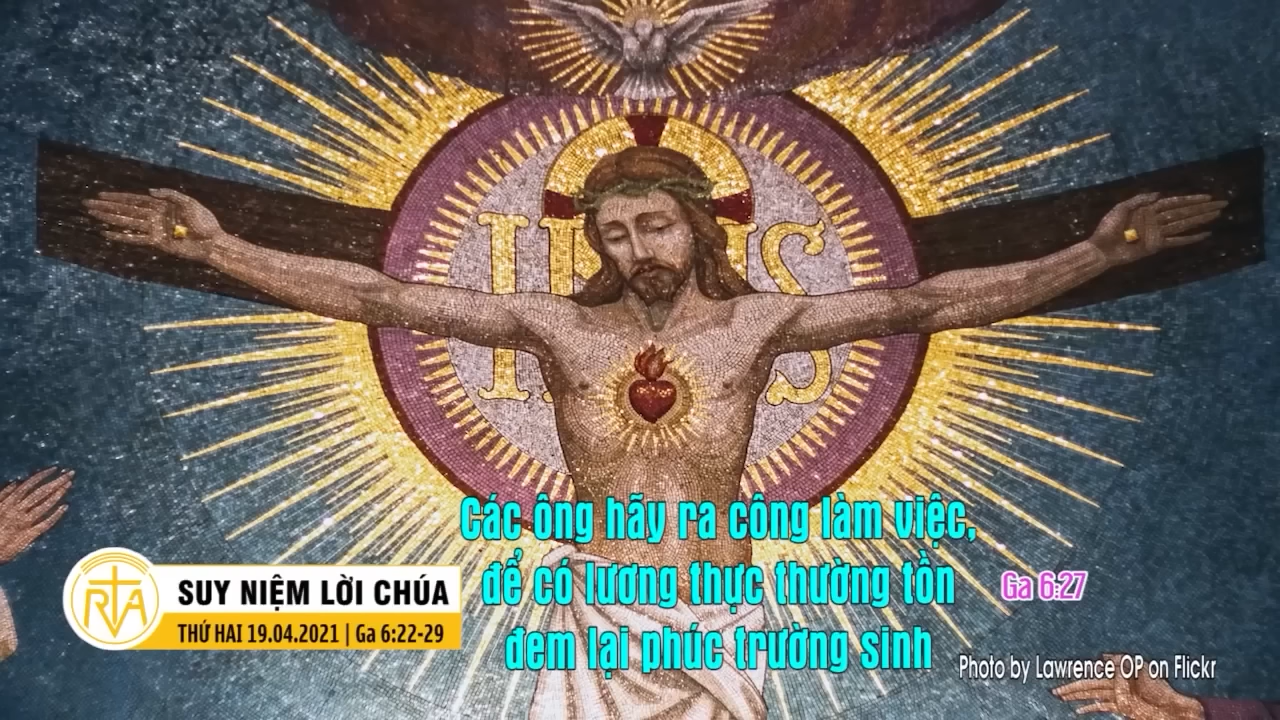 IHS
Các ông hãy ra công làm việc,
để có lương thực thường tồn
đem lại phúc trường sinh
Ga 6:27
RTA
SUY NIỆM LỜI CHÚA
THỨ HAI 19.04.2021 | Ga 6:22-29
Photo by Lawrence OP on Flickr